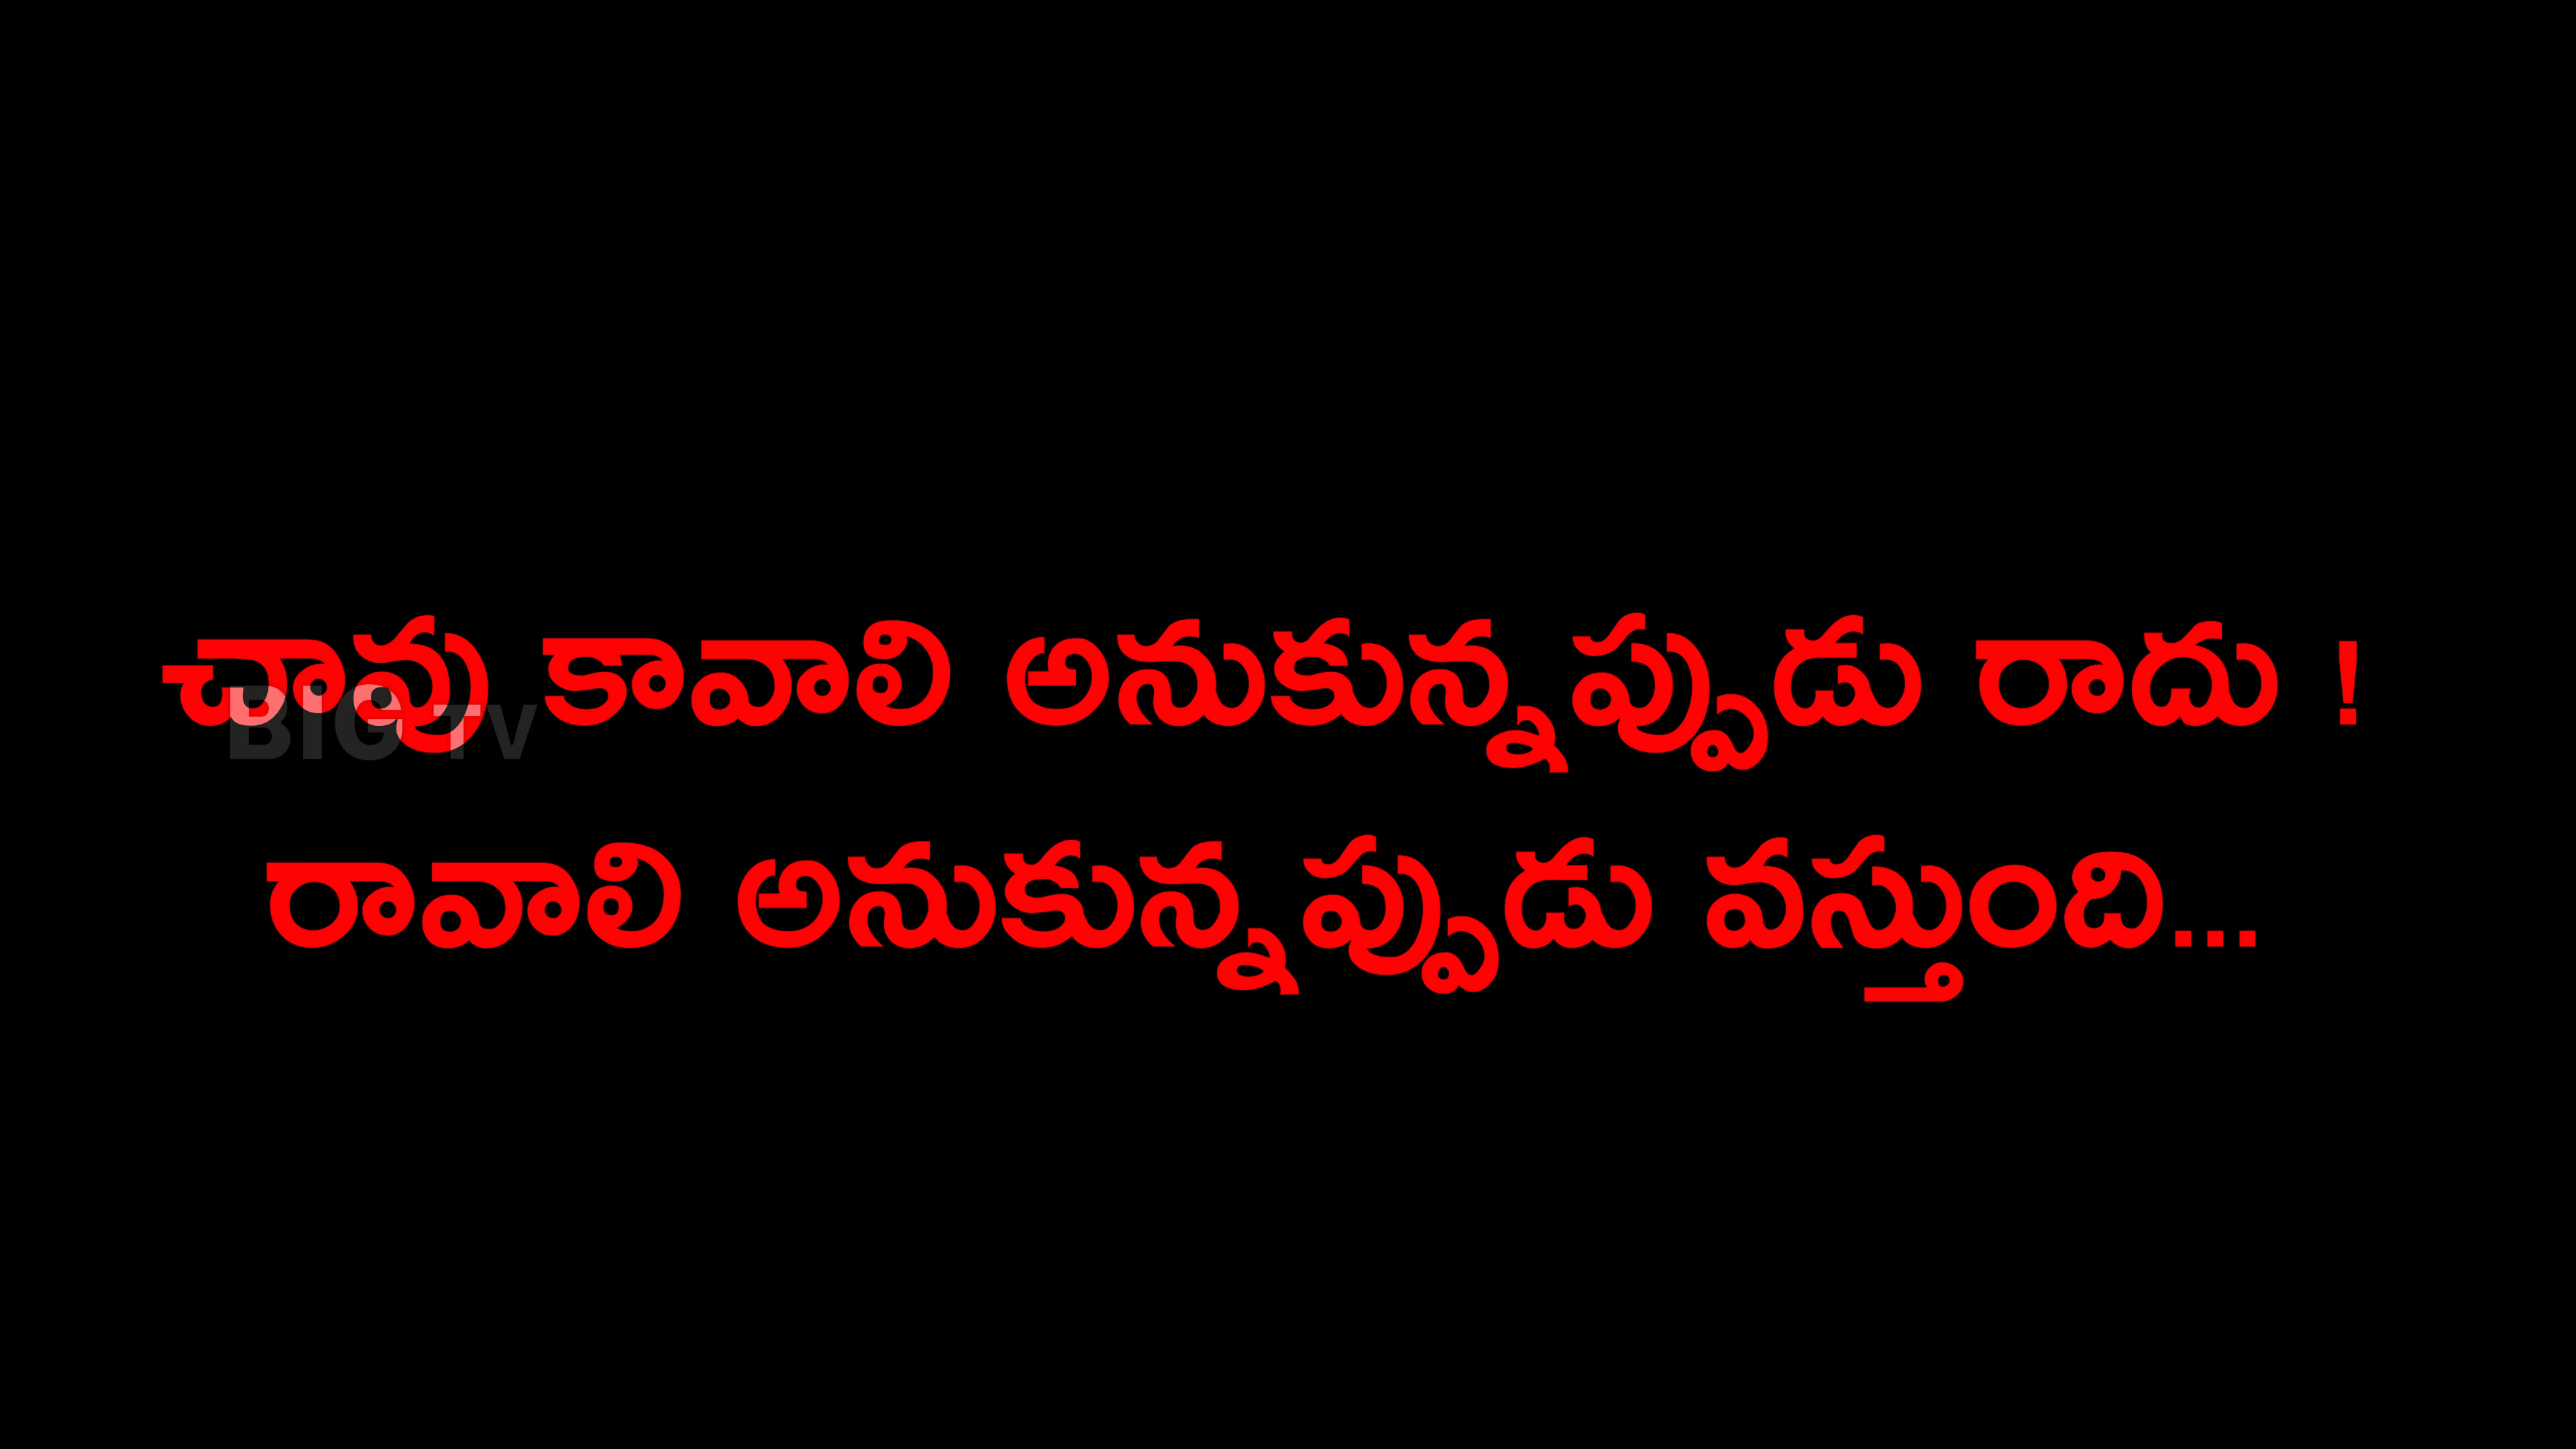 చావు కావాలి అనుకున్నప్పుడు రాదు !
BIG TV
రావాలి అనుకున్నప్పుడు వస్తుంది...